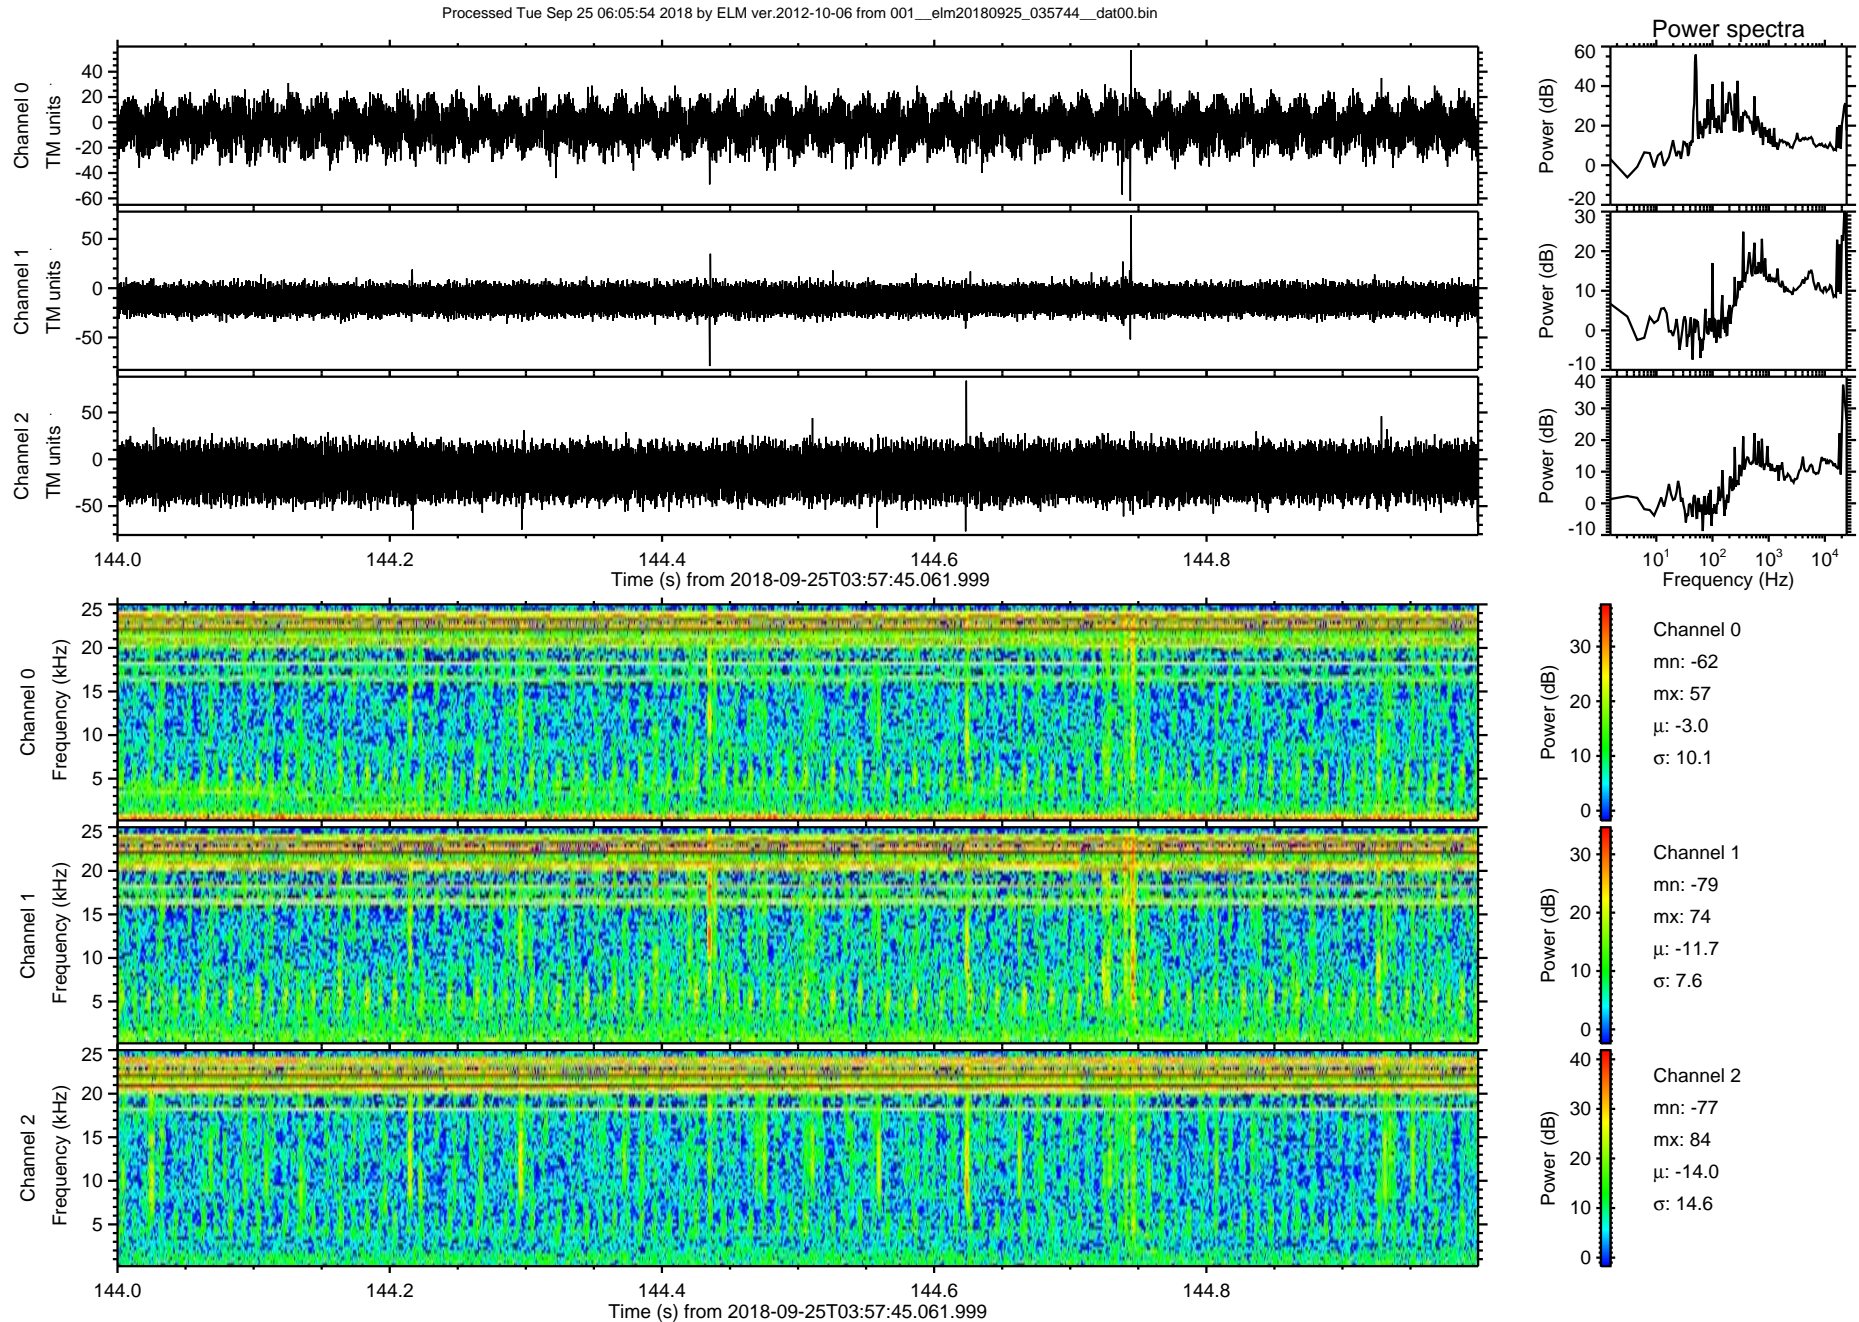 Processed Tue Sep 25 06:05:54 2018 by ELM ver.2012-10-06 from 001__elm20180925_035744__dat00.bin
Power spectra
Channel 0
TM units
40
20
0
-20
-40
-60
Power (dB)
60
40
20
0
-20
Channel 1
TM units
50
0
-50
Power (dB)
30
20
10
0
-10
Channel 2
TM units
50
0
-50
Power (dB)
40
30
20
10
0
-10
144.0 144.2 144.4 144.6 144.8
Time (s) from 2018-09-25T03:57:45.061.999
10¹ 10² 10³ 10⁴
Frequency (Hz)
Channel 0
Frequency (kHz)
25
20
15
10
5
Power (dB)
30
20
10
0
Channel 0
mn: -62
mx: 57
µ: -3.0
σ: 10.1
Channel 1
Frequency (kHz)
25
20
15
10
5
Power (dB)
30
20
10
0
Channel 1
mn: -79
mx: 74
µ: -11.7
σ: 7.6
Channel 2
Frequency (kHz)
25
20
15
10
5
Power (dB)
40
30
20
10
0
Channel 2
mn: -77
mx: 84
µ: -14.0
σ: 14.6
144.0 144.2 144.4 144.6 144.8
Time (s) from 2018-09-25T03:57:45.061.999